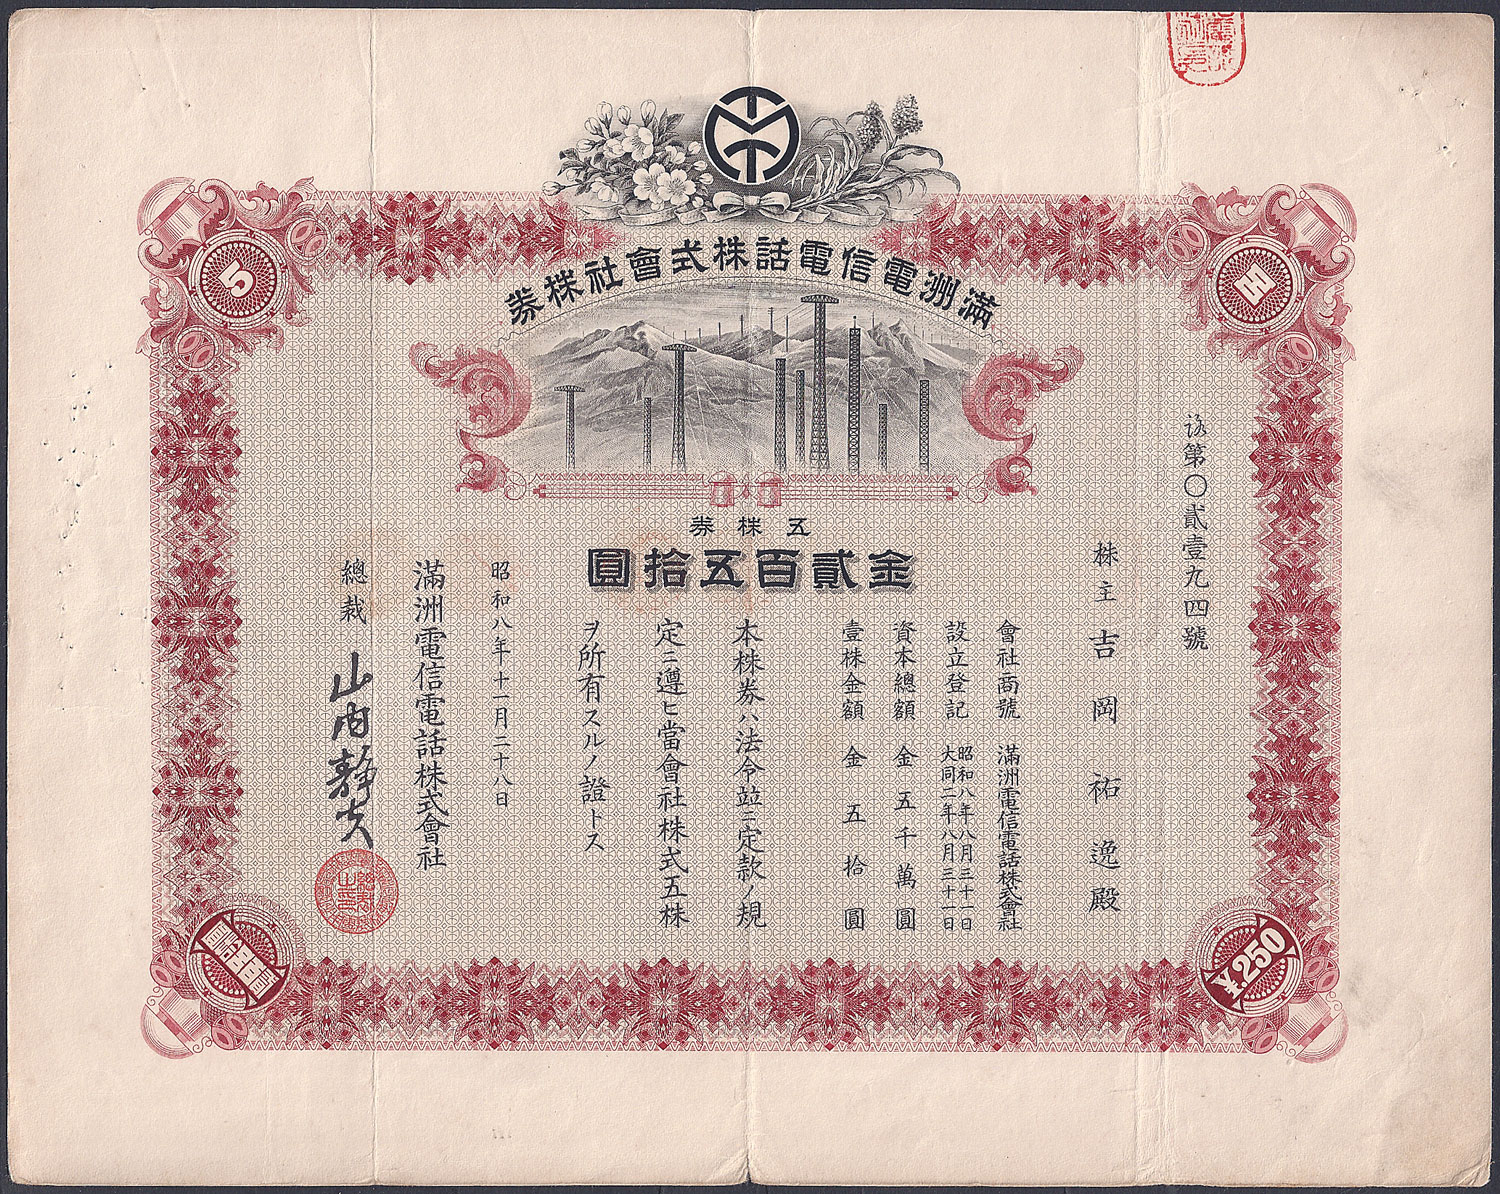 滿洲電信電話株式會社株券
5
五
五株券
金貳百五拾圓
第〇貳壹九四號
株主 吉岡祐逸殿
會社商號 滿洲電信電話株式會社
設立登記 昭和八年八月三十一日
大同二年八月三十一日
資本總額 金五千萬圓
壹株金額 金五拾圓
本株券ハ法令竝ニ定款ノ規
定ニ遵ヒ當會社株式五株
ヲ所有スルノ證トス
昭和八年十一月二十八日
滿洲電信電話株式會社
總裁 山内靜夫
¥.250